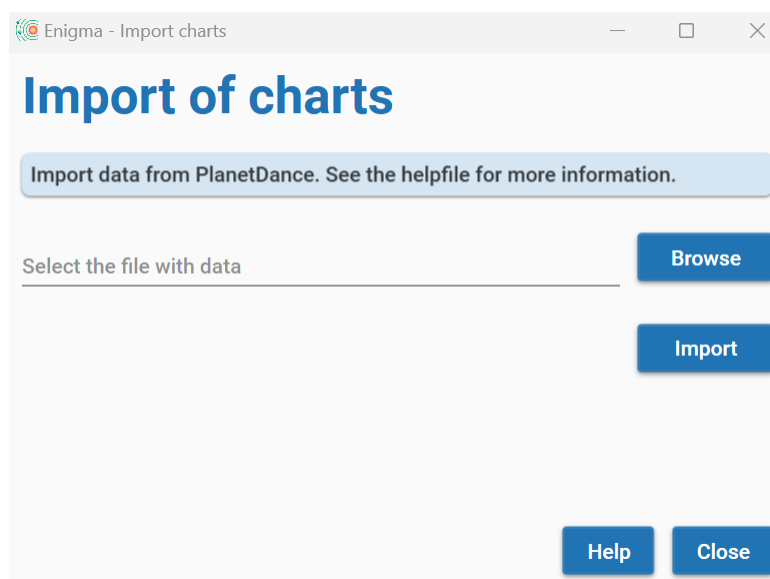 Enigma - Import charts
Import of charts
Import data from PlanetDance. See the helpfile for more information.
Select the file with data
Browse
Import
Help
Close